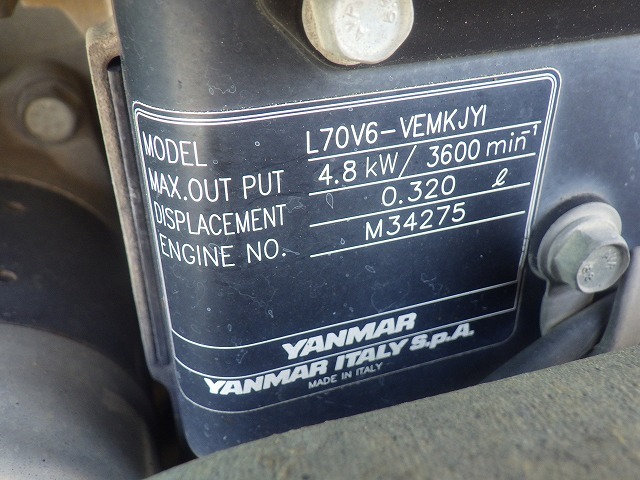 MODEL L70V6-VEMKJYI
MAX.OUT PUT 4.8 kW/ 3600 min⁻¹
DISPLACEMENT 0.320 ℓ
ENGINE NO. M34275
YANMAR
YANMAR ITALY S.p.A.
MADE IN ITALY